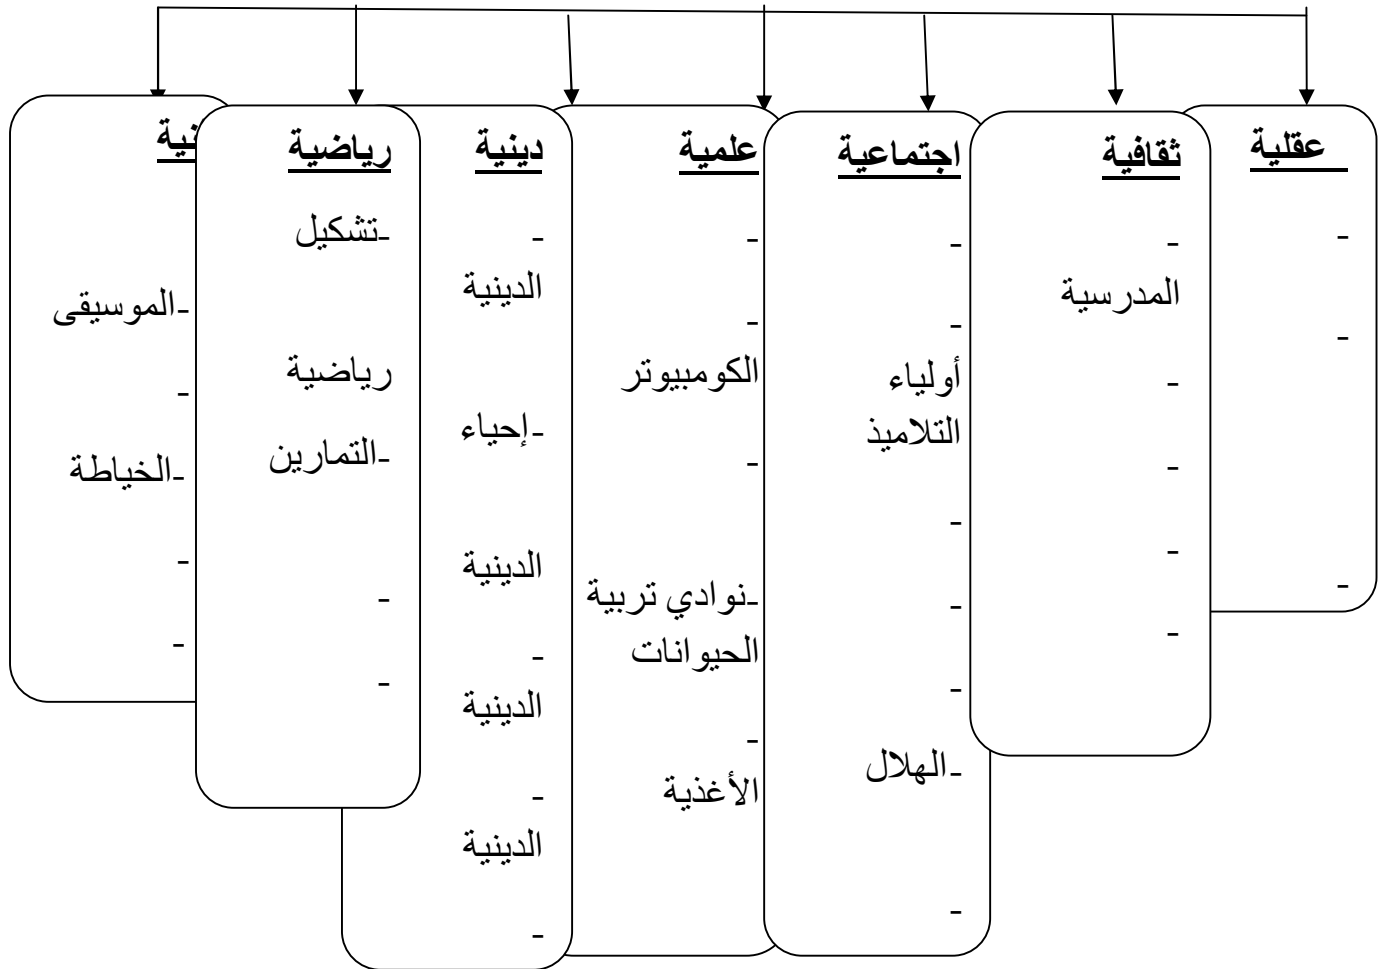 عقلية
-
-
-
ثقافية
-
المدرسية
-
-
-
-
اجتماعية
-
-
أولياء
التلاميذ
-
-
-
-الهلال
-
علمية
-
-
الكومبيوتر
-
-نوادي تربية
الحيوانات
-
الأغذية
دينية
-
الدينية
-إحياء
الدينية
-
الدينية
-
الدينية
-
رياضية
-تشكيل
رياضية
-التمارين
-
-
-الموسيقى
-
-الخياطة
-
-